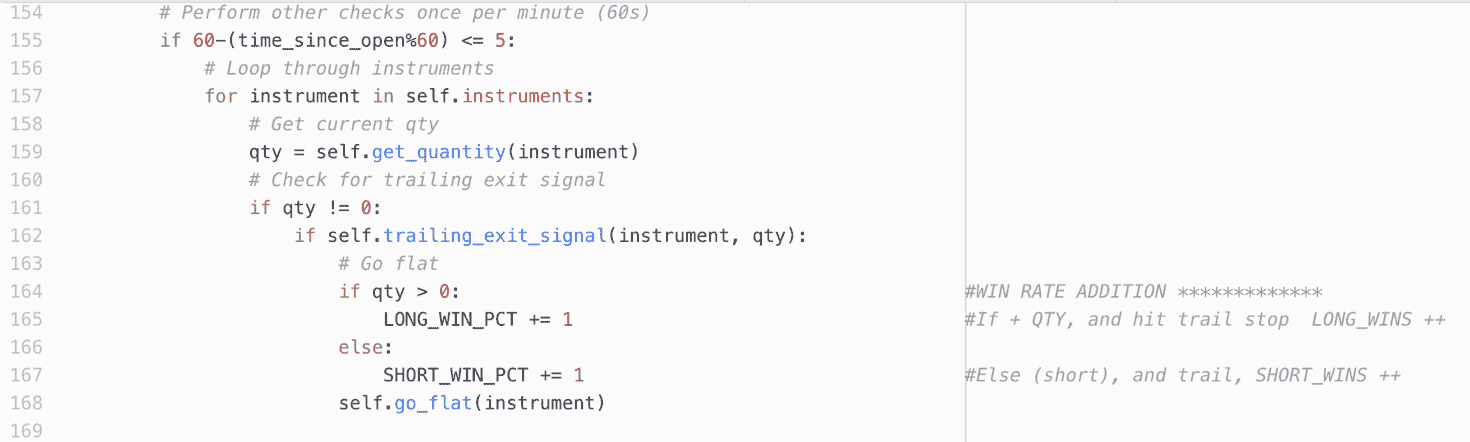 154 # Perform other checks once per minute (60s)
155 if 60-(time_since_open%60) <= 5:
156 # Loop through instruments
157 for instrument in self.instruments:
158 # Get current qty
159 qty = self.get_quantity(instrument)
160 # Check for trailing exit signal
161 if qty != 0:
162 if self.trailing_exit_signal(instrument, qty):
163 # Go flat
164 if qty > 0: #WIN RATE ADDITION *************
165 LONG_WIN_PCT += 1 #If + QTY, and hit trail stop  LONG_WINS ++
166 else:
167 SHORT_WIN_PCT += 1 #Else (short), and trail, SHORT_WINS ++
168 self.go_flat(instrument)
169